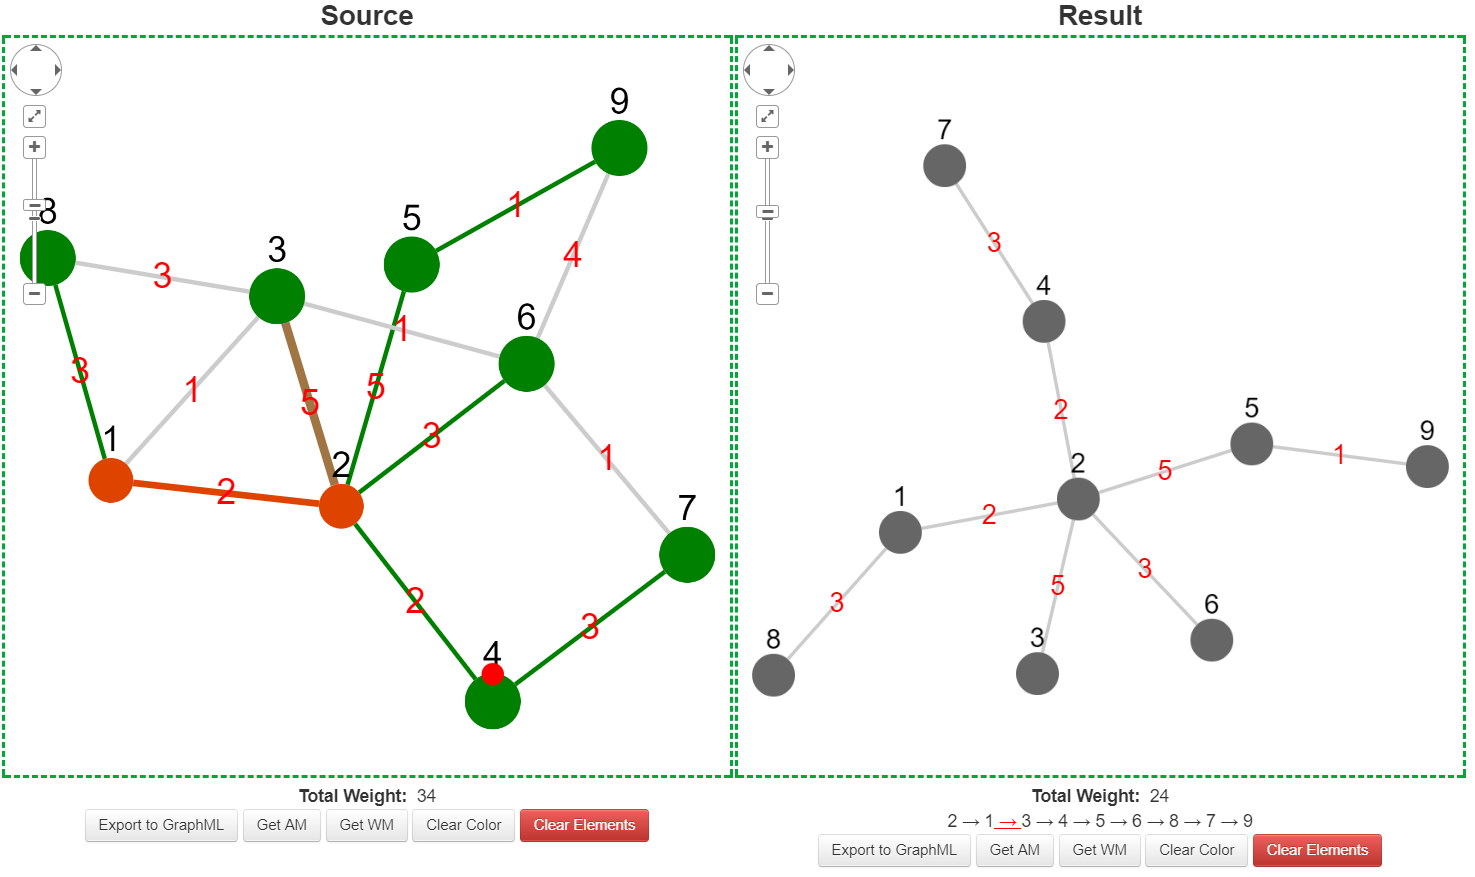 Source
Result
9
8
5
3
6
1
4
3
1
3
1
5
5
3
1
1
2
2
7
2
3
4
7
3
4
2
5
9
2
5
1
1
2
3
5
3
6
3
8
Total Weight: 34
Export to GraphML
Get AM
Get WM
Clear Color
Clear Elements
Total Weight: 24
2 → 1 → 3 → 4 → 5 → 6 → 8 → 7 → 9
Export to GraphML
Get AM
Get WM
Clear Color
Clear Elements